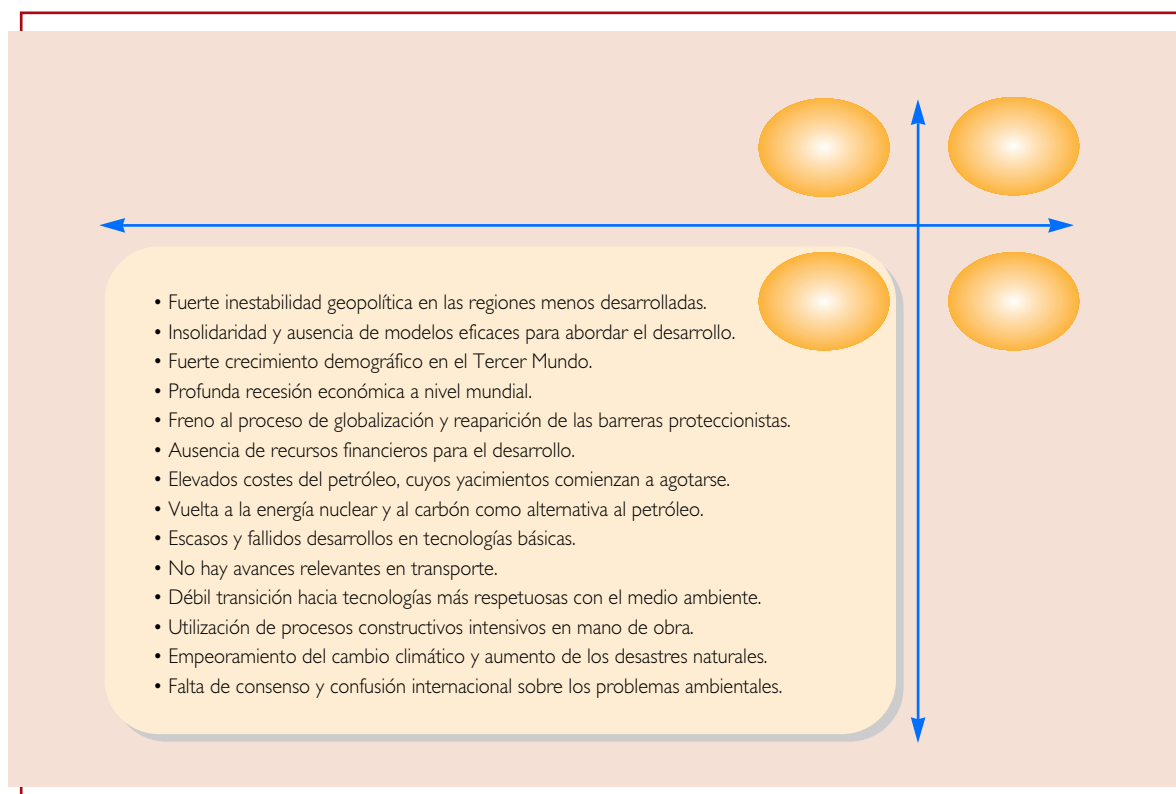 • Fuerte inestabilidad geopolítica en las regiones menos desarrolladas.
• Insolidaridad y ausencia de modelos eficaces para abordar el desarrollo.
• Fuerte crecimiento demográfico en el Tercer Mundo.
• Profunda recesión económica a nivel mundial.
• Freno al proceso de globalización y reaparición de las barreras proteccionistas.
• Ausencia de recursos financieros para el desarrollo.
• Elevados costes del petróleo, cuyos yacimientos comienzan a agotarse.
• Vuelta a la energía nuclear y al carbón como alternativa al petróleo.
• Escasos y fallidos desarrollos en tecnologías básicas.
• No hay avances relevantes en transporte.
• Débil transición hacia tecnologías más respetuosas con el medio ambiente.
• Utilización de procesos constructivos intensivos en mano de obra.
• Empeoramiento del cambio climático y aumento de los desastres naturales.
• Falta de consenso y confusión internacional sobre los problemas ambientales.